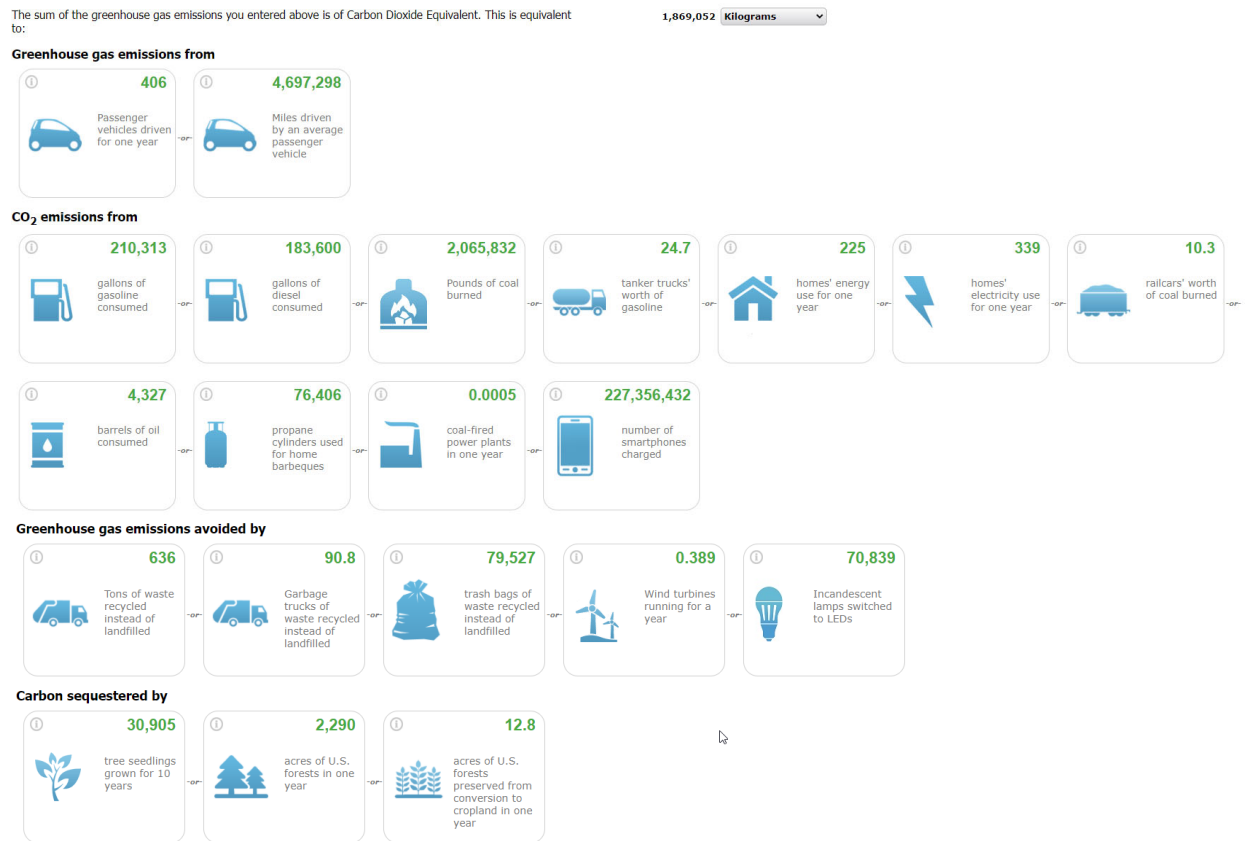 The sum of the greenhouse gas emissions you entered above is of Carbon Dioxide Equivalent. This is equivalent
to:
1,869,052 Kilograms
Greenhouse gas emissions from
406
Passenger
vehicles driven
for one year
-or-
4,697,298
Miles driven
by an average
passenger
vehicle
CO2 emissions from
210,313
gallons of
gasoline
consumed
-or-
183,600
gallons of
diesel
consumed
-or-
2,065,832
Pounds of coal
burned
-or-
24.7
tanker trucks'
worth of
gasoline
-or-
225
homes' energy
use for one
year
-or-
339
homes'
electricity use
for one year
-or-
10.3
railcars' worth
of coal burned
-or-
4,327
barrels of oil
consumed
-or-
76,406
propane
cylinders used
for home
barbeques
-or-
0.0005
coal-fired
power plants
in one year
-or-
227,356,432
number of
smartphones
charged
Greenhouse gas emissions avoided by
636
Tons of waste
recycled
instead of
landfilled
-or-
90.8
Garbage
trucks of
waste recycled
instead of
landfilled
-or-
79,527
trash bags of
waste recycled
instead of
landfilled
-or-
0.389
Wind turbines
running for a
year
-or-
70,839
Incandescent
lamps switched
to LEDs
Carbon sequestered by
30,905
tree seedlings
grown for 10
years
-or-
2,290
acres of U.S.
forests in one
year
-or-
12.8
acres of U.S.
forests
preserved from
conversion to
cropland in one
year